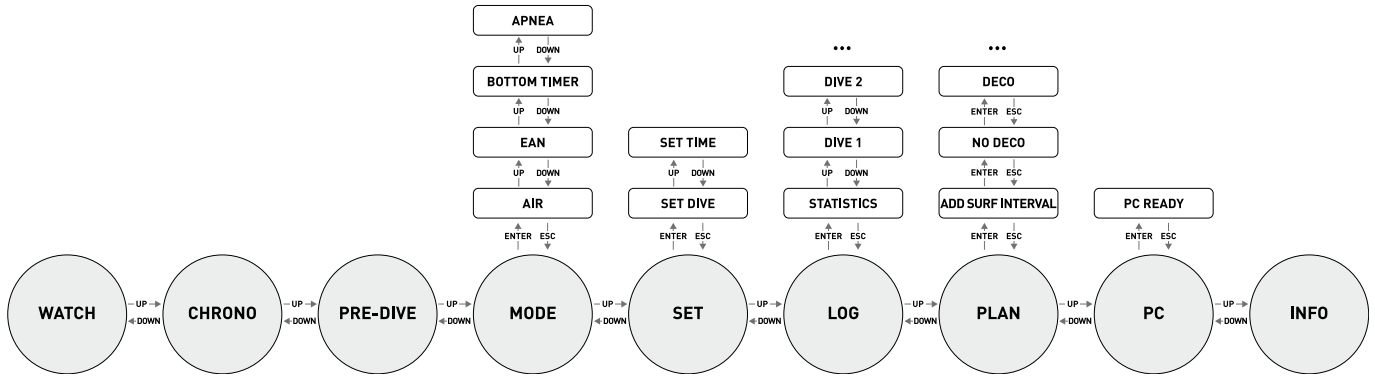 APNEA
UP DOWN
BOTTOM TIMER ... DIVE 2 ... DECO
UP DOWN UP DOWN ENTER ESC
EAN SET TIME DIVE 1 NO DECO
UP DOWN UP DOWN UP DOWN ENTER ESC
AIR SET DIVE STATISTICS ADD SURF INTERVAL PC READY
ENTER ESC ENTER ESC ENTER ESC ENTER ESC ENTER ESC
UP UP UP UP UP UP UP UP
WATCH CHRONO PRE-DIVE MODE SET LOG PLAN PC INFO
DOWN DOWN DOWN DOWN DOWN DOWN DOWN DOWN